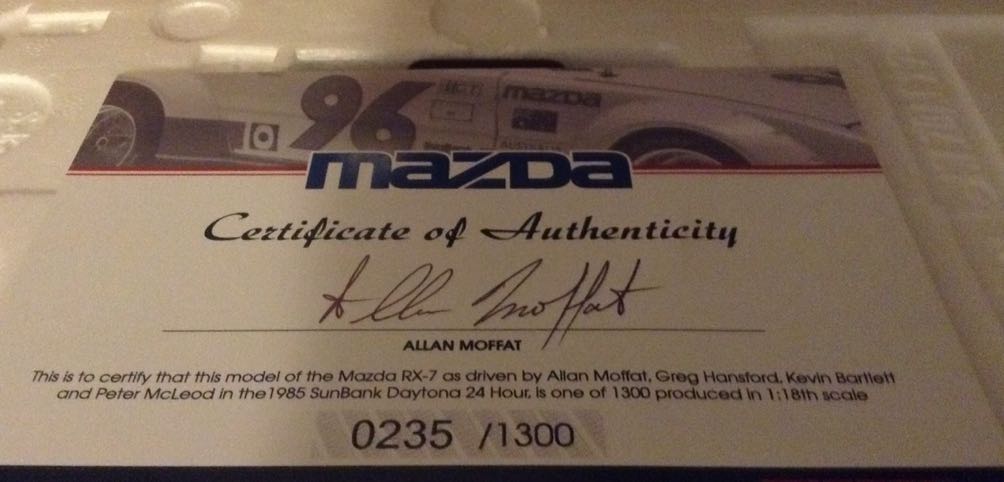 96
mazda
AUSTRALIA
mazda
Certificate of Authenticity
Allan Moffat
ALLAN MOFFAT
This is to certify that this model of the Mazda RX-7 as driven by Allan Moffat, Greg Hansford, Kevin Bartlett
and Peter McLeod in the1985 SunBank Daytona 24 Hour, is one of 1300 produced in 1:18th scale
0235 /1300